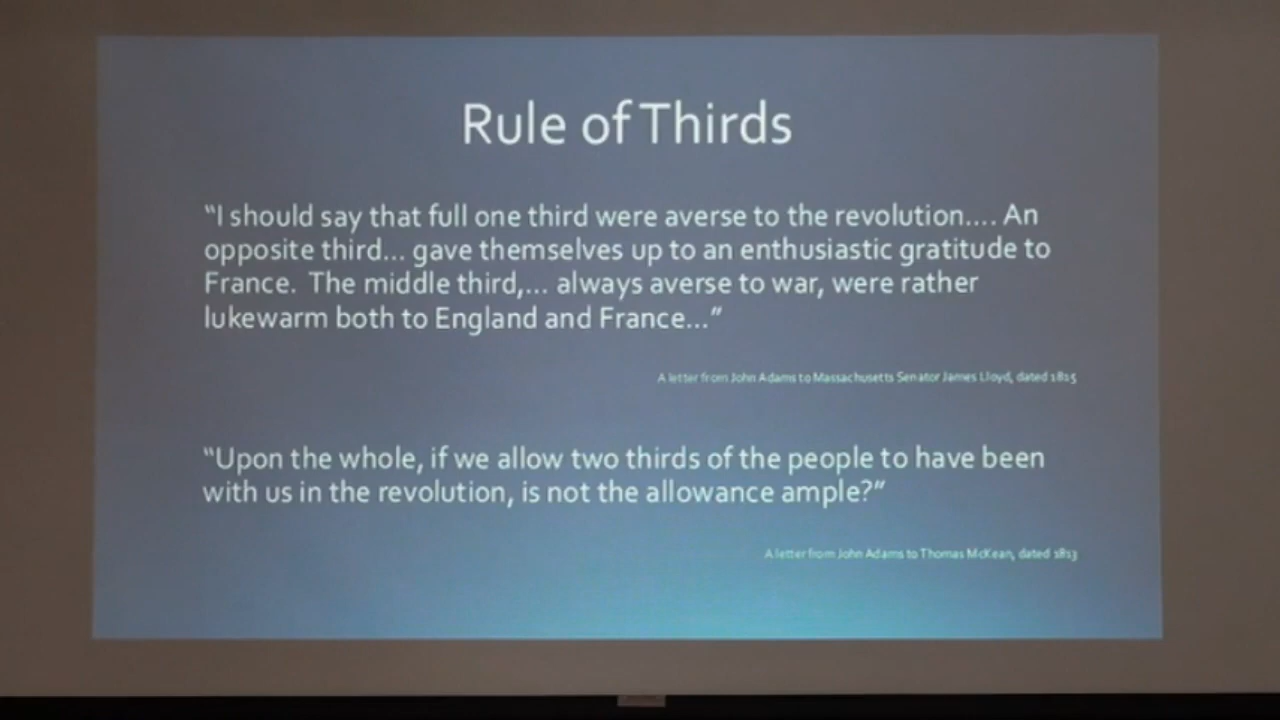 Rule of Thirds
“I should say that full one third were averse to the revolution…. An
opposite third… gave themselves up to an enthusiastic gratitude to
France.  The middle third,… always averse to war, were rather
lukewarm both to England and France…”
A letter from John Adams to Massachusetts Senator James Lloyd, dated 1815
“Upon the whole, if we allow two thirds of the people to have been
with us in the revolution, is not the allowance ample?”
A letter from John Adams to Thomas McKean, dated 1813